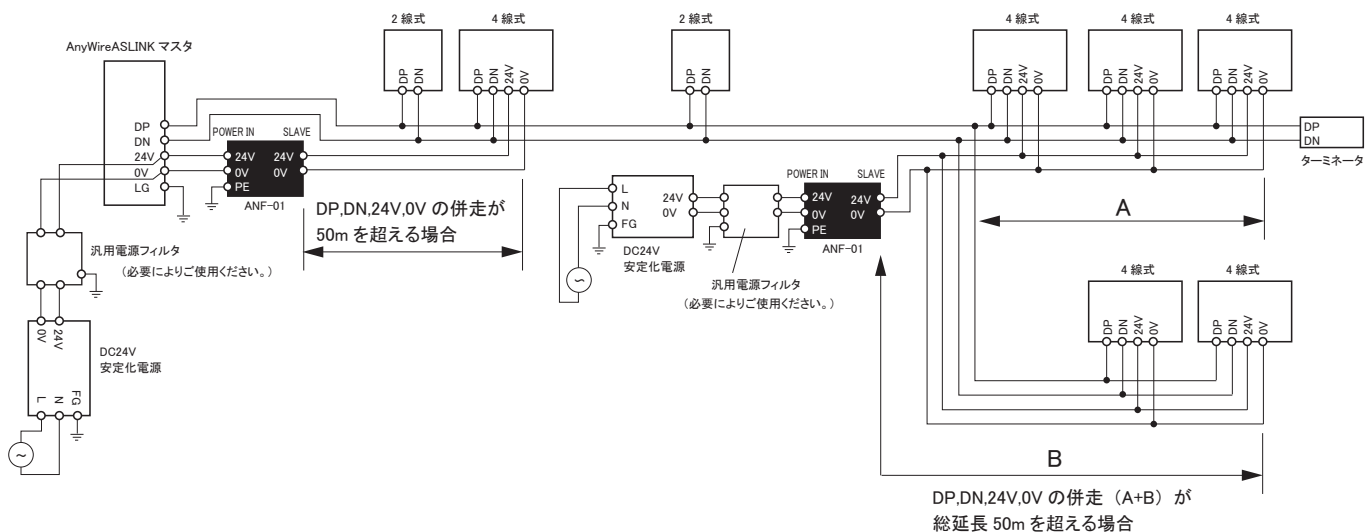 2 線式
4 線式
2 線式
4 線式
4 線式
4 線式
AnyWireASLINK マスタ
DP
DN
DP
DN
24V
0V
DP
DN
DP
DN
24V
0V
DP
DN
24V
0V
DP
DN
24V
0V
DP
DN
24V
0V
LG
POWER IN
SLAVE
24V
0V
PE
24V
0V
ANF-01
DP
DN
ターミネータ
DP,DN,24V,0V の併走が
50m を超える場合
L
N
FG
24V
0V
DC24V
安定化電源
POWER IN
SLAVE
24V
0V
PE
24V
0V
ANF-01
A
汎用電源フィルタ
(必要によりご使用ください。)
汎用電源フィルタ
(必要によりご使用ください。)
4 線式
4 線式
DP
DN
24V
0V
DP
DN
24V
0V
0V
24V
DC24V
安定化電源
L
N
FG
B
DP,DN,24V,0V の併走（A+B）が
総延長 50m を超える場合